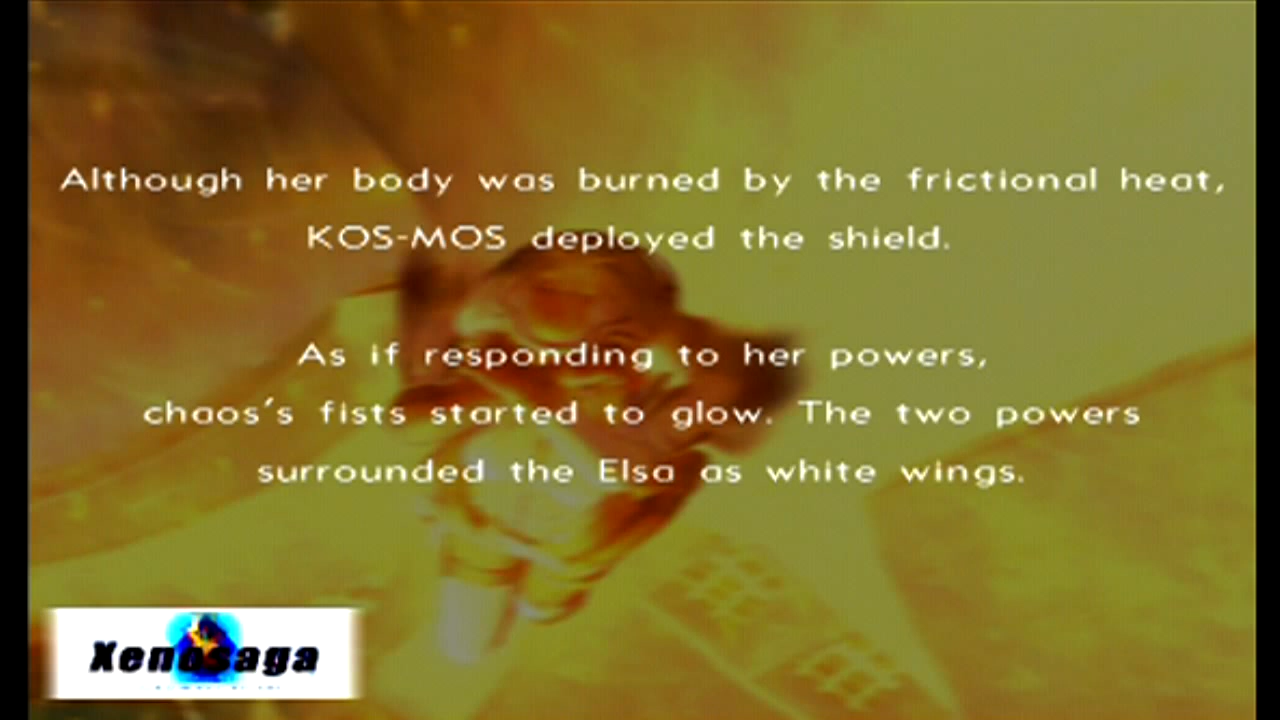 Although her body was burned by the frictional heat,
KOS-MOS deployed the shield.
As if responding to her powers,
chaos's fists started to glow. The two powers
surrounded the Elsa as white wings.
Xenosaga